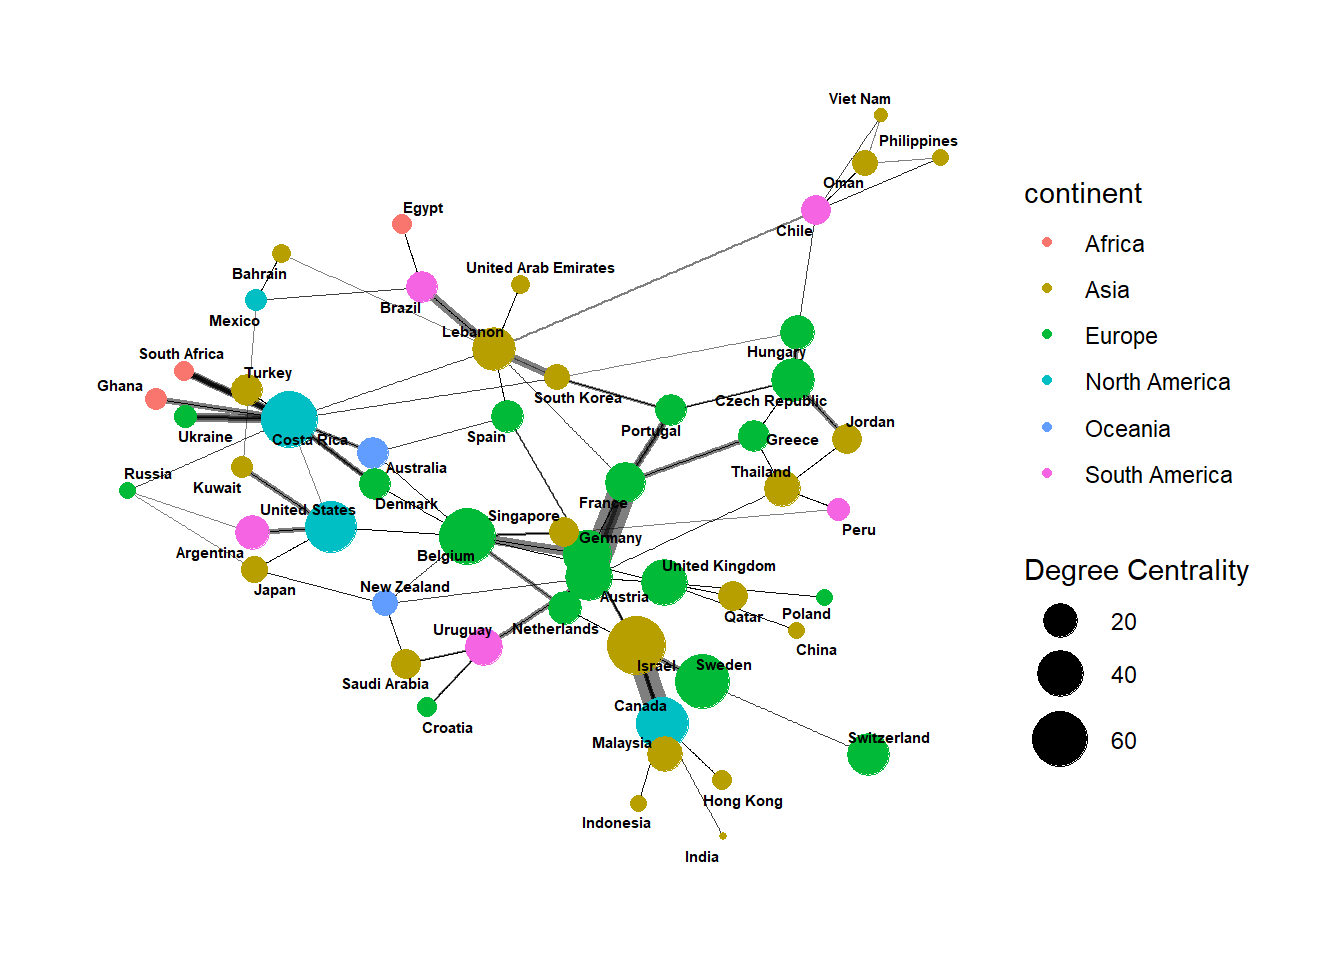 Viet Nam
Philippines
Oman
Chile
Egypt
United Arab Emirates
Bahrain
Brazil
Mexico
Lebanon
South Africa
Turkey
Ghana
Hungary
South Korea
Czech Republic
Jordan
Ukraine
Costa Rica
Spain
Portugal
Greece
Australia
Thailand
Russia
Kuwait
Denmark
France
United States
Singapore
Peru
Argentina
Belgium
Germany
United Kingdom
Japan
New Zealand
Austria
Qatar
Poland
Uruguay
Netherlands
China
Saudi Arabia
Israel
Sweden
Canada
Croatia
Malaysia
Switzerland
Hong Kong
Indonesia
India
continent
Africa
Asia
Europe
North America
Oceania
South America
Degree Centrality
20
40
60